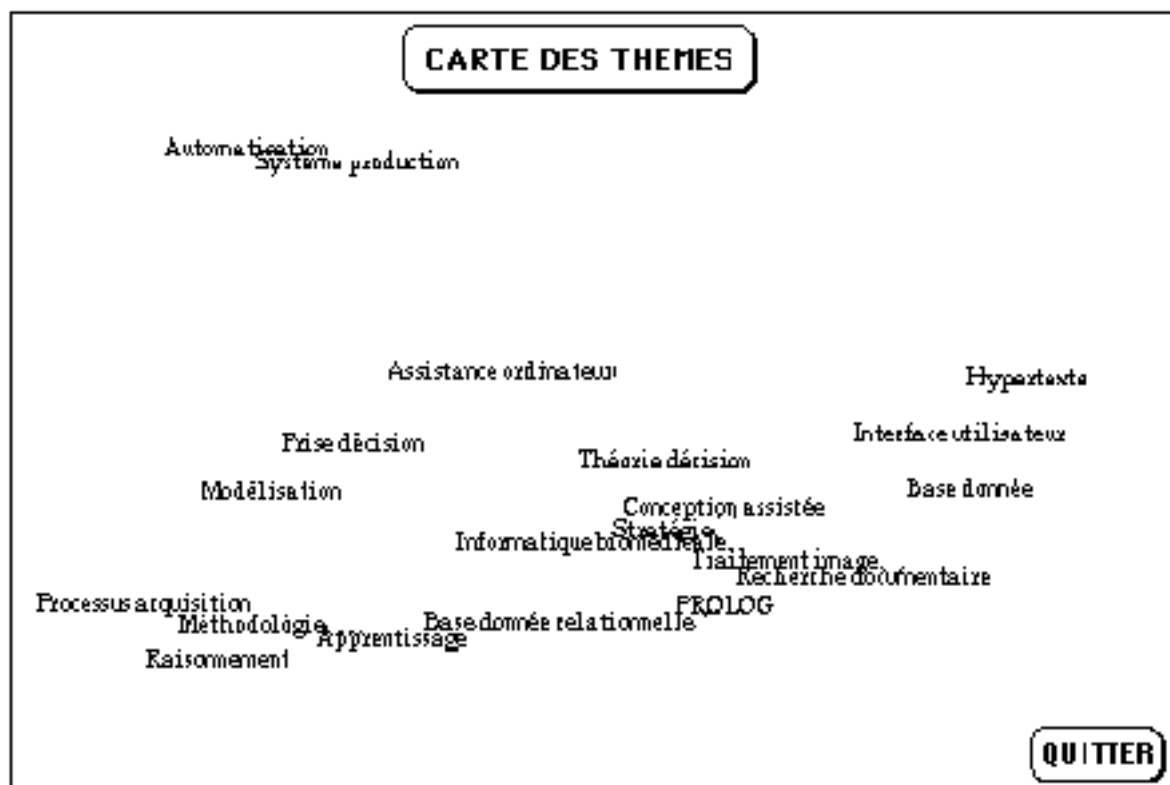 CARTE DES THEMES
Automatisation
Système production
Assistance ordinateur
Hypertexte
Interface utilisateur
Prise décision
Théorie décision
Modélisation
Base donnée
Conception assistée
Stratégie
Informatique biomédicale
Traitement image
Recherche documentaire
Processus acquisition
PROLOG
Méthodologie
Base donnée relationnelle
Apprentissage
Raisonnement
QUITTER